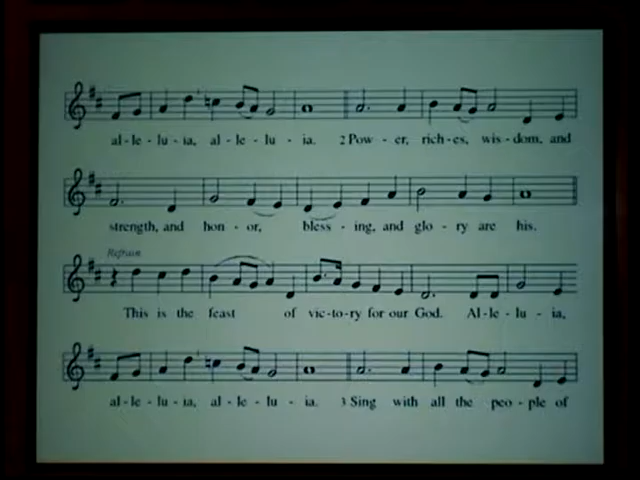 al - le - lu - ia, al - le - lu - ia. 2 Pow - er, rich - es, wis - dom, and
strength, and hon - or, bless - ing, and glo - ry are his.
Refrain
This is the feast of vic - to - ry for our God. Al - le - lu - ia,
al - le - lu - ia, al - le - lu - ia. 3 Sing with all the peo - ple of